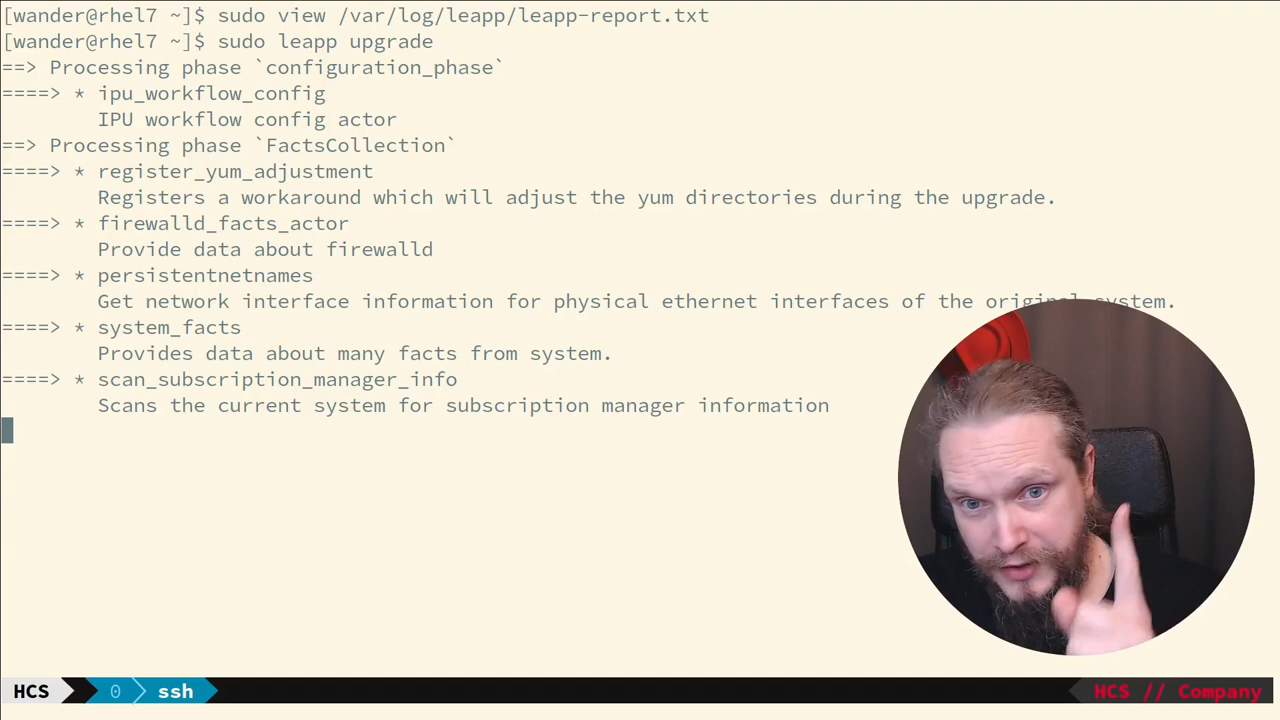 [wander@rhel7 ~]$ sudo view /var/log/leapp/leapp-report.txt
[wander@rhel7 ~]$ sudo leapp upgrade
==> Processing phase `configuration_phase`
====> * ipu_workflow_config
IPU workflow config actor
==> Processing phase `FactsCollection`
====> * register_yum_adjustment
Registers a workaround which will adjust the yum directories during the upgrade.
====> * firewalld_facts_actor
Provide data about firewalld
====> * persistentnetnames
Get network interface information for physical ethernet interfaces of the original system.
====> * system_facts
Provides data about many facts from system.
====> * scan_subscription_manager_info
Scans the current system for subscription manager information
HCS 0 ssh HCS // Company